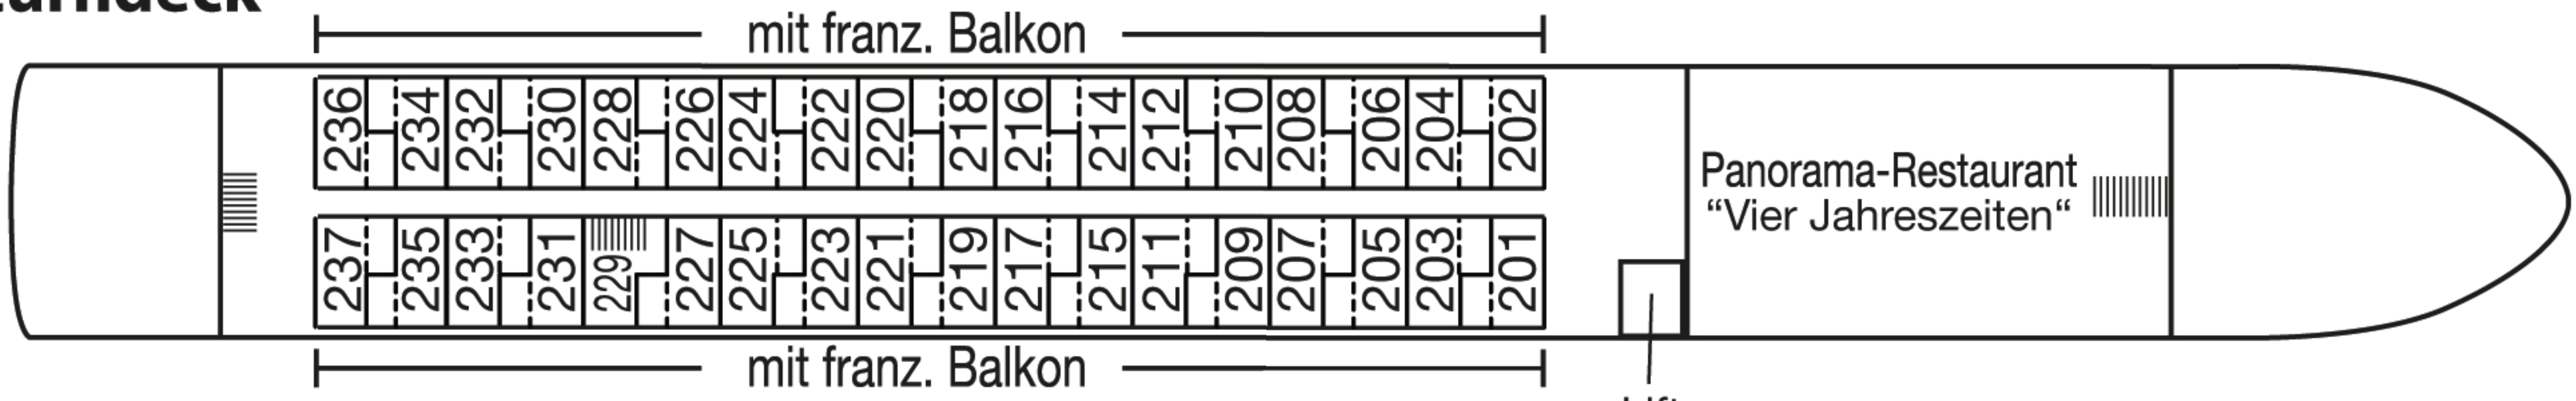 mit franz. Balkon
236 234 232 230 228 226 224 222 220 218 216 214 212 210 208 206 204 202
Panorama-Restaurant
“Vier Jahreszeiten“
237 235 233 231 229 227 225 223 221 219 217 215 211 209 207 205 203 201
mit franz. Balkon